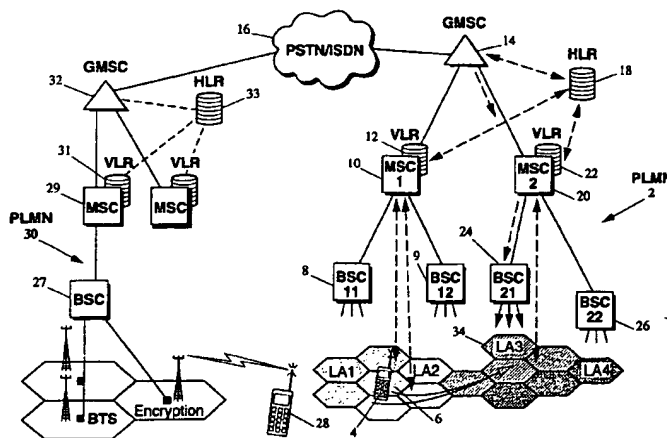 16
PSTN/ISDN
GMSC
14
GMSC
32
HLR
33
HLR
18
12
VLR
VLR
31
VLR
VLR
10
MSC
1
MSC
2
22
20
29
MSC
MSC
PLMN
30
PLMN
2
24
27
BSC
8
BSC
11
9
BSC
12
BSC
21
BSC
22
26
34
LA3
LA1
LA2
LA4
BTS
Encryption
28
4
6